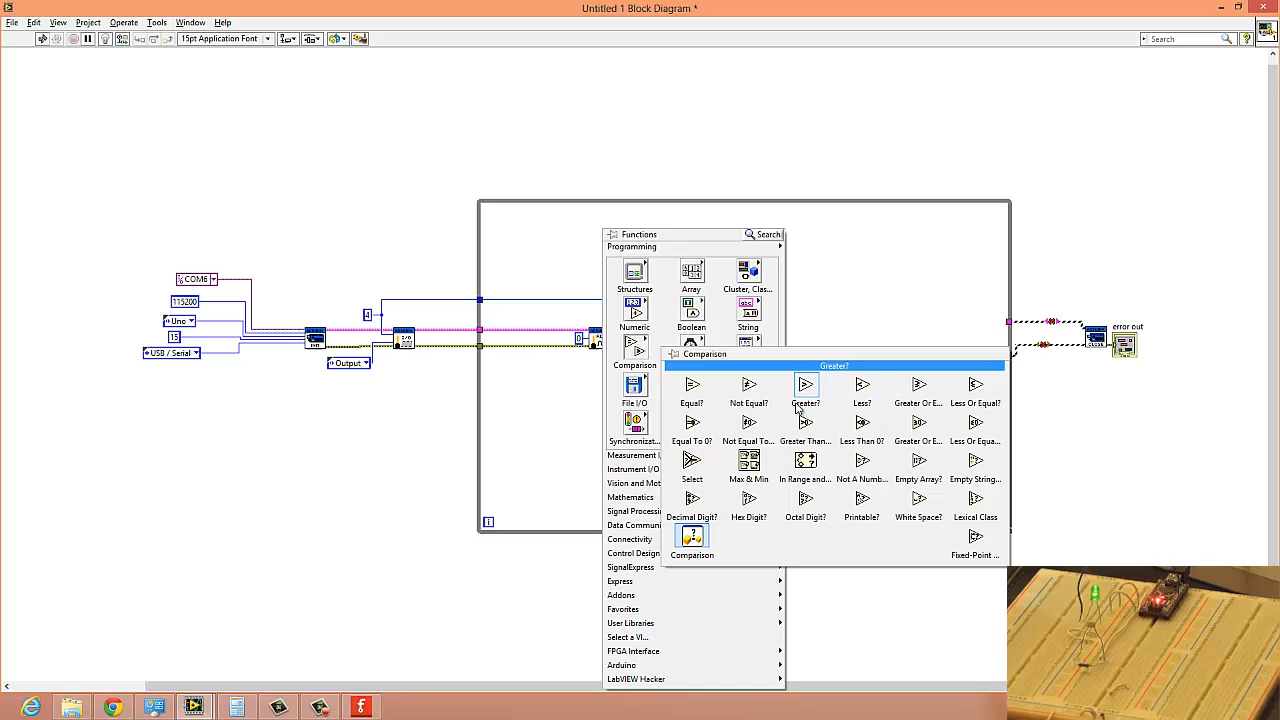 Untitled 1 Block Diagram *
File Edit View Project Operate Tools Window Help
15pt Application Font
Search
Functions
Search
Programming
Structures Array Cluster, Clas...
Numeric Boolean String
Comparison
File I/O
Synchronizat...
Measurement I
Instrument I/O
Vision and Mot
Mathematics
Signal Processi
Data Communi
Connectivity
Control Design
SignalExpress
Express
Addons
Favorites
User Libraries
Select a VI...
FPGA Interface
Arduino
LabVIEW Hacker
Comparison
Greater?
Equal? Not Equal? Greater? Less? Greater Or E... Less Or Equal?
Equal To 0? Not Equal To... Greater Than... Less Than 0? Greater Or E... Less Or Equa...
Select Max & Min In Range and... Not A Numb... Empty Array? Empty String...
Decimal Digit? Hex Digit? Octal Digit? Printable? White Space? Lexical Class
Comparison Fixed-Point ...
COM6
115200
Uno
15
USB / Serial
4
Output
0
i
error out